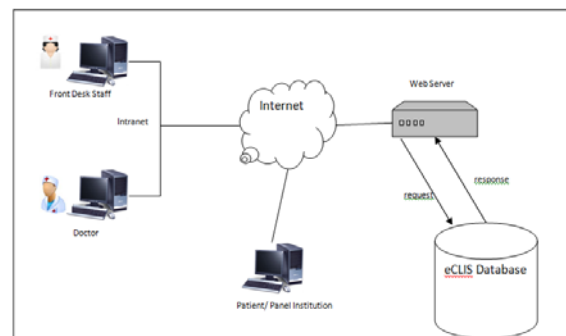 Front Desk Staff
Intranet
Doctor
Internet
Web Server
request
response
eCLIS Database
Patient/ Panel Institution